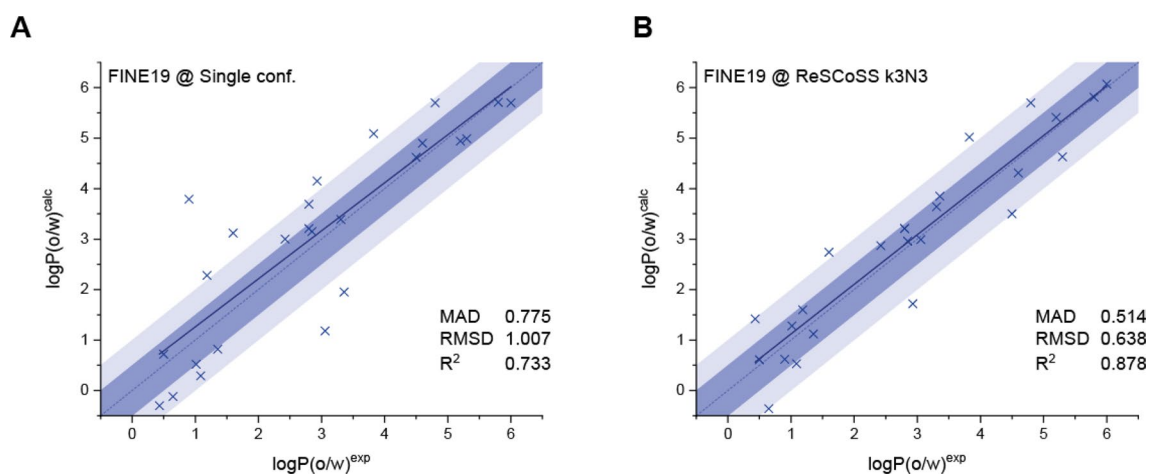 A
FINE19 @ Single conf.
logP(o/w)^calc
6
5
4
3
2
1
0
MAD 0.775
RMSD 1.007
R² 0.733
0 1 2 3 4 5 6
logP(o/w)^exp
B
FINE19 @ ReSCoSS k3N3
logP(o/w)^calc
6
5
4
3
2
1
0
MAD 0.514
RMSD 0.638
R² 0.878
0 1 2 3 4 5 6
logP(o/w)^exp